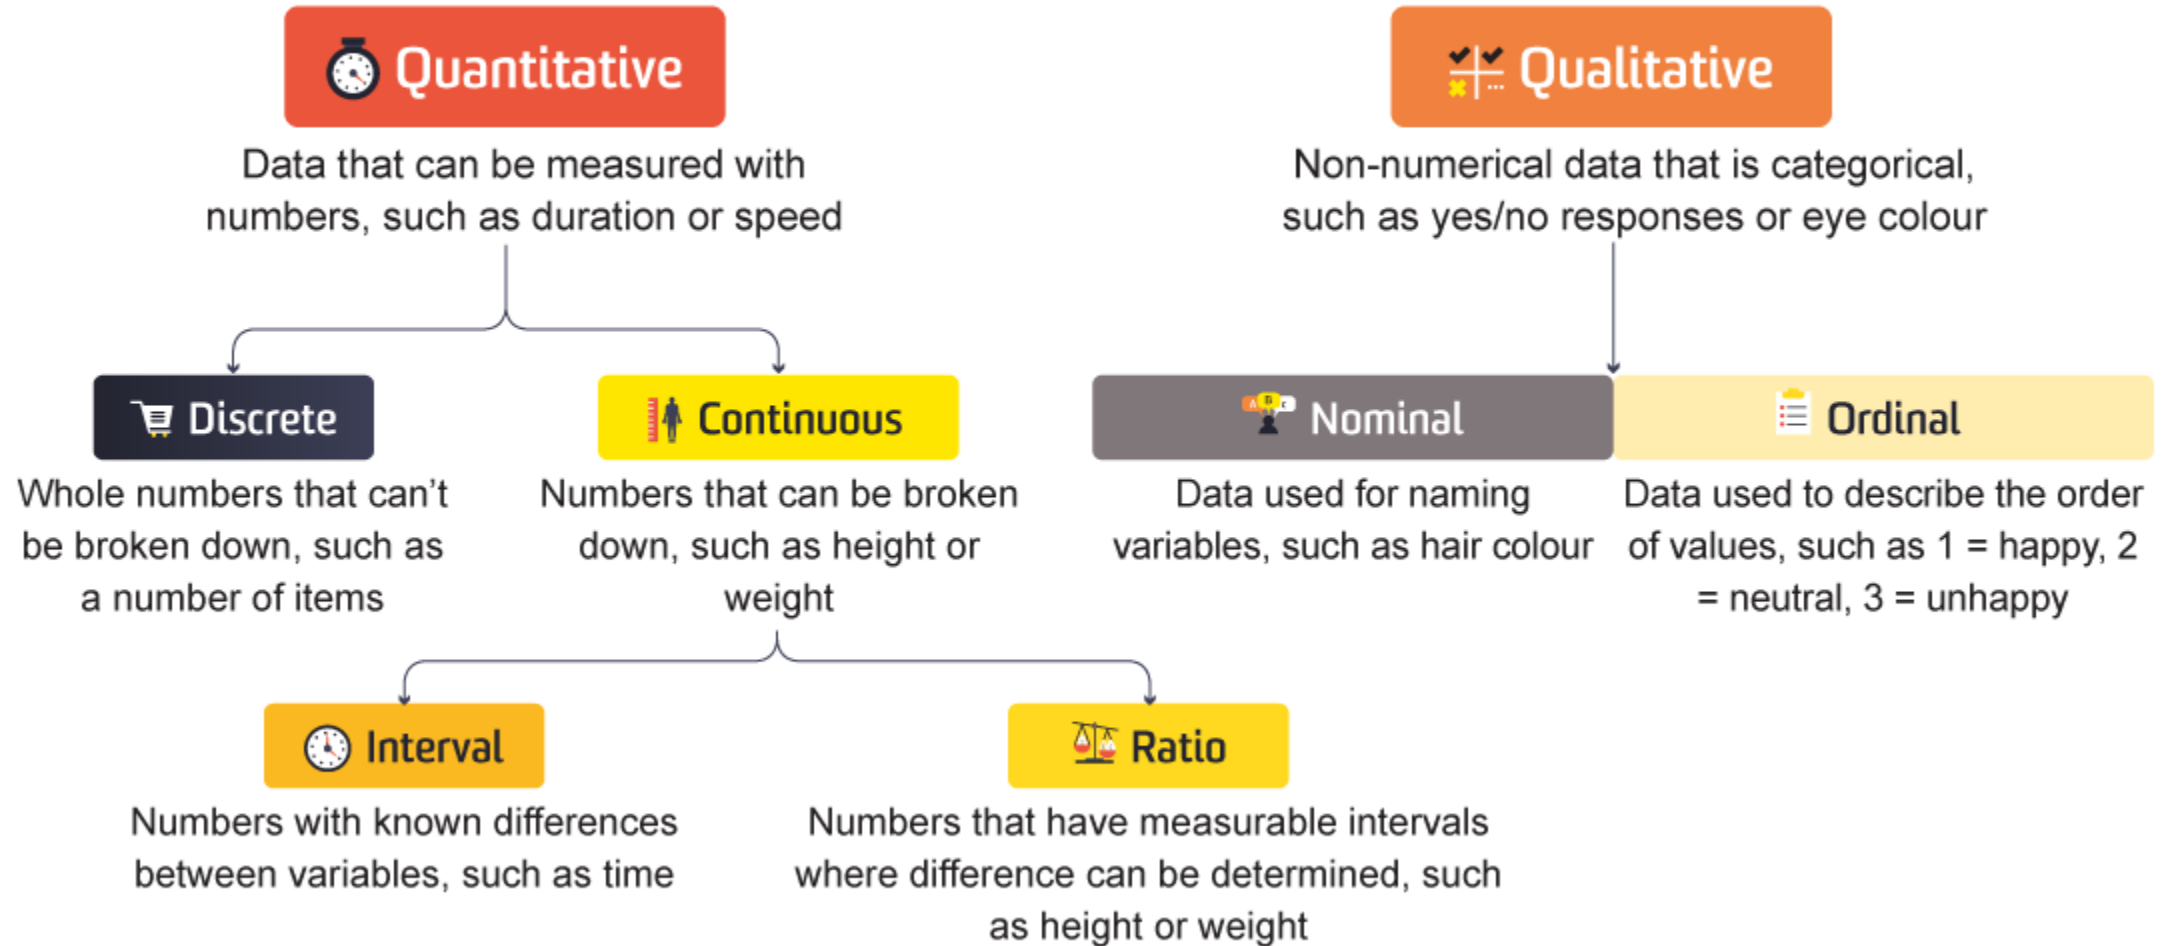 Quantitative
Data that can be measured with
numbers, such as duration or speed
Qualitative
Non-numerical data that is categorical,
such as yes/no responses or eye colour
Discrete
Whole numbers that can't
be broken down, such as
a number of items
Continuous
Numbers that can be broken
down, such as height or
weight
Nominal
Data used for naming
variables, such as hair colour
Ordinal
Data used to describe the order
of values, such as 1 = happy, 2
= neutral, 3 = unhappy
Interval
Numbers with known differences
between variables, such as time
Ratio
Numbers that have measurable intervals
where difference can be determined, such
as height or weight